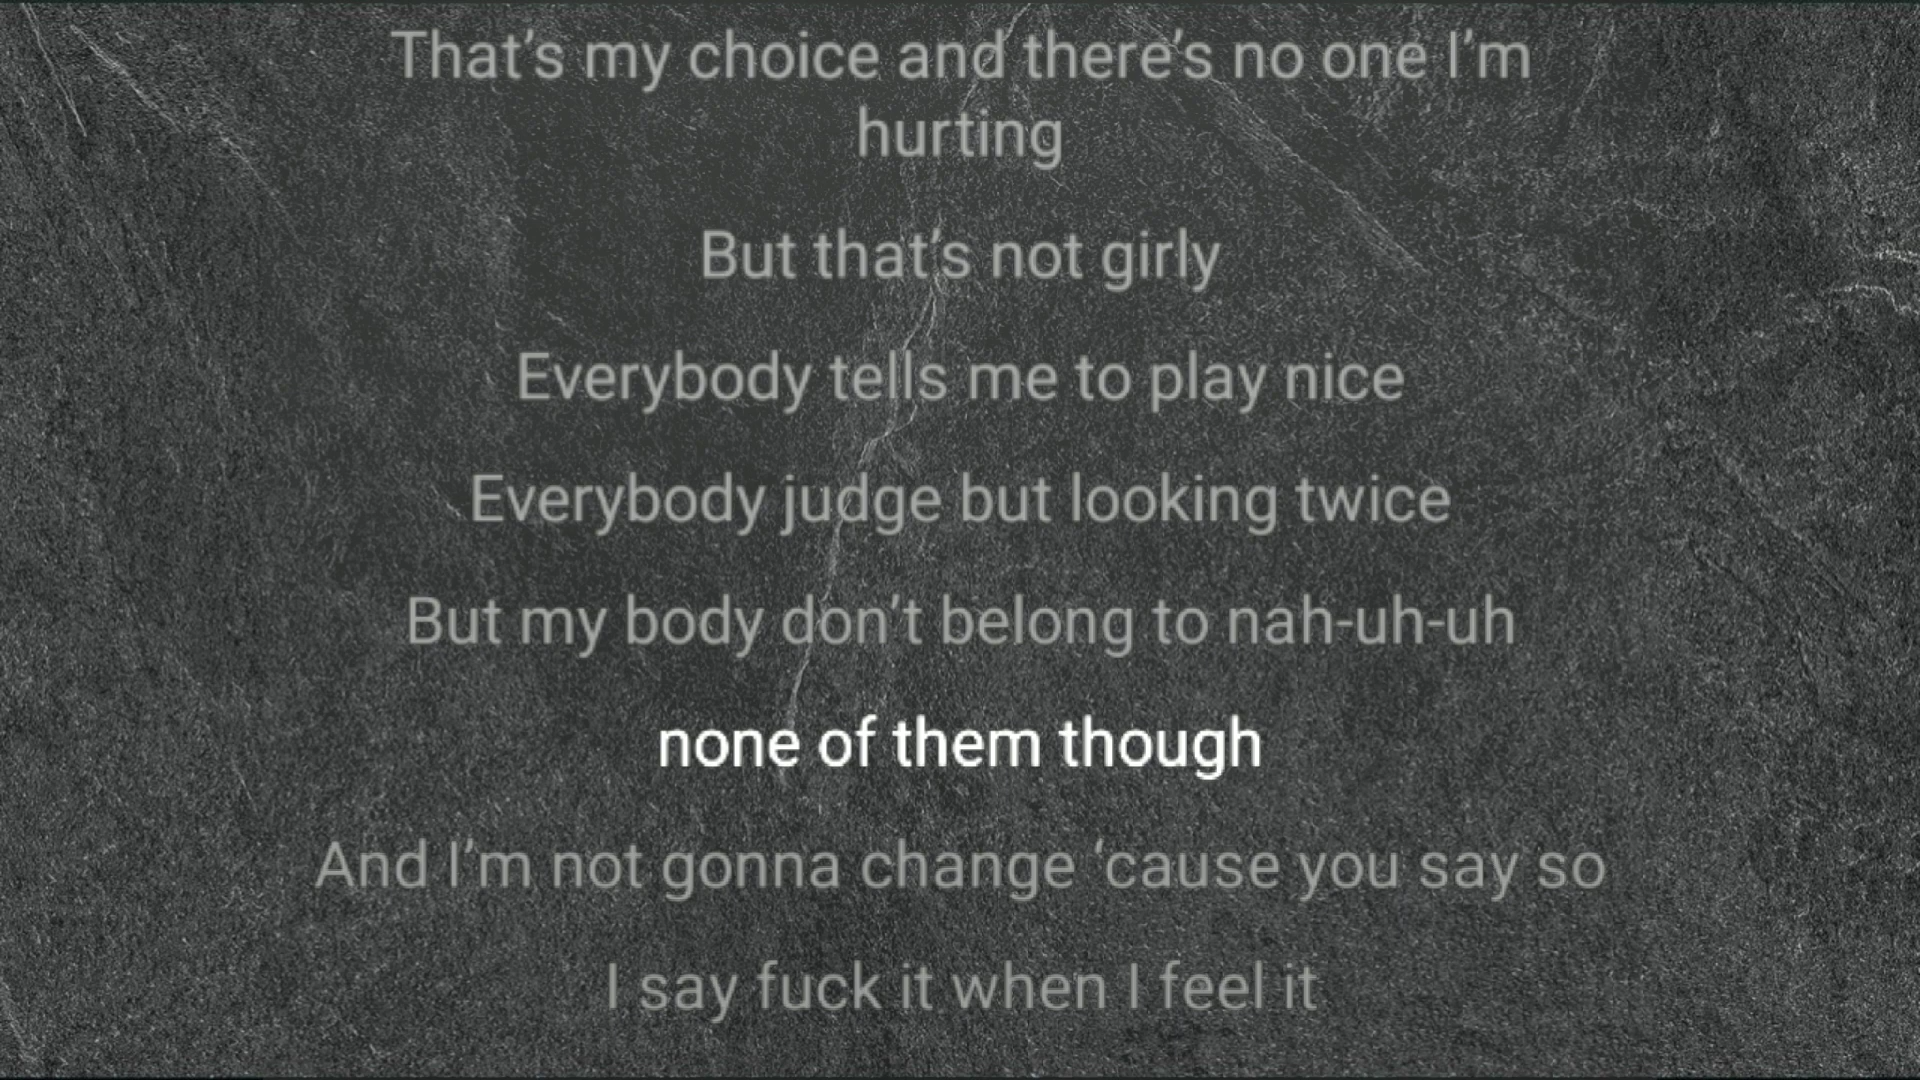 That’s my choice and there’s no one I’m
hurting
But that’s not girly
Everybody tells me to play nice
Everybody judge but looking twice
But my body don’t belong to nah-uh-uh
none of them though
And I’m not gonna change ‘cause you say so
I say fuck it when I feel it